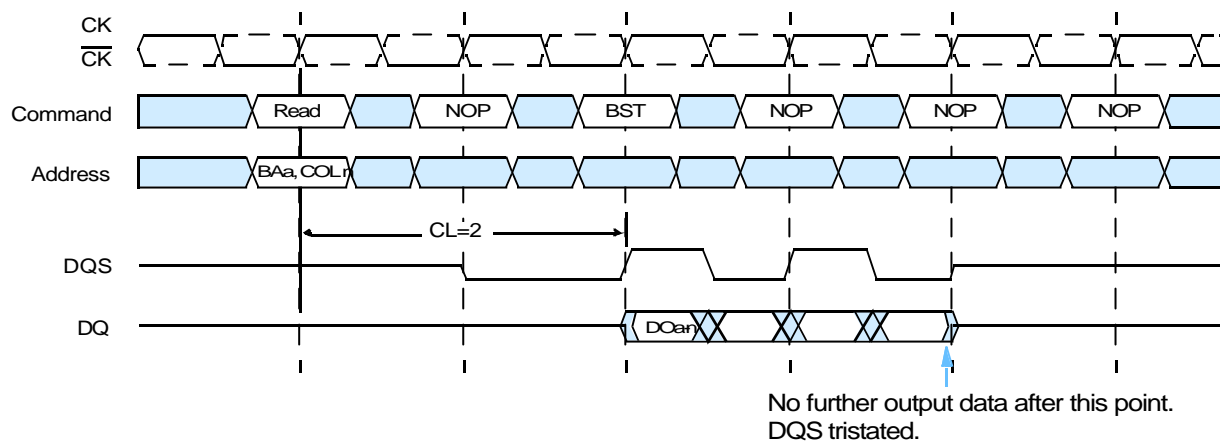 CK
CK
Command
Read
NOP
BST
NOP
NOP
NOP
Address
BAa, COL n
CL=2
DQS
DQ
DOa-n
No further output data after this point.
DQS tristated.